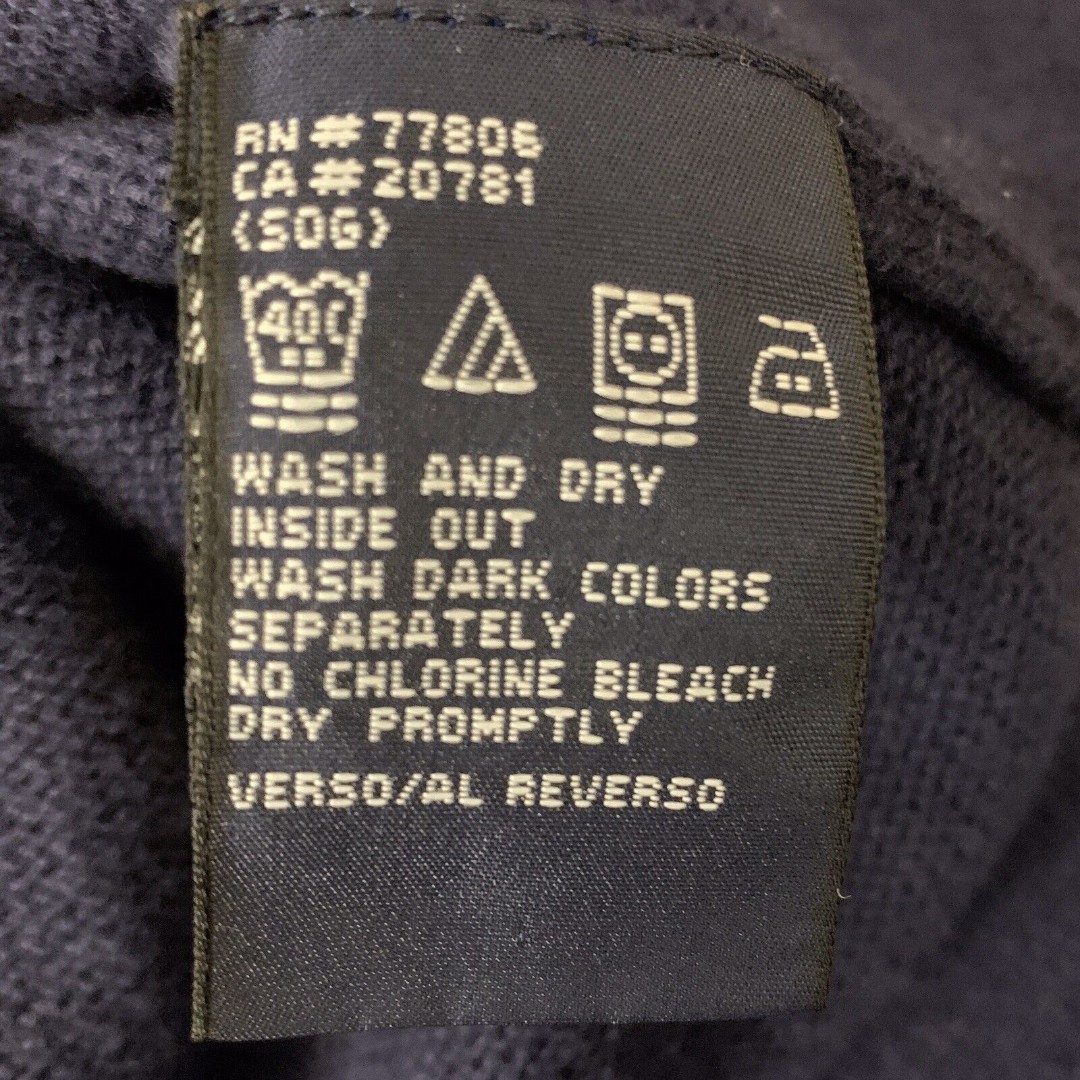 RN #77806
CA #20781
(SOG)
40C
WASH AND DRY
INSIDE OUT
WASH DARK COLORS
SEPARATELY
NO CHLORINE BLEACH
DRY PROMPTLY
VERSO/AL REVERSO